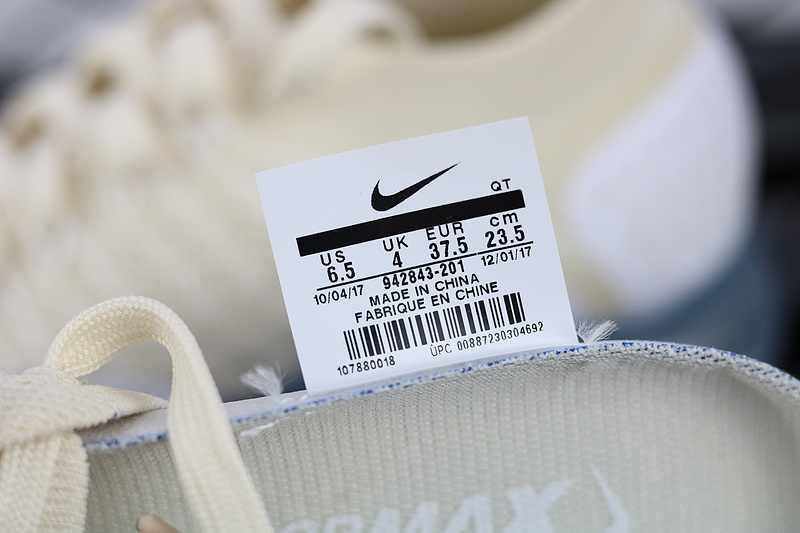 QT
US UK EUR cm
6.5 4 37.5 23.5
10/04/17 942843-201 12/01/17
MADE IN CHINA
FABRIQUE EN CHINE
107880018 UPC 00887230304692